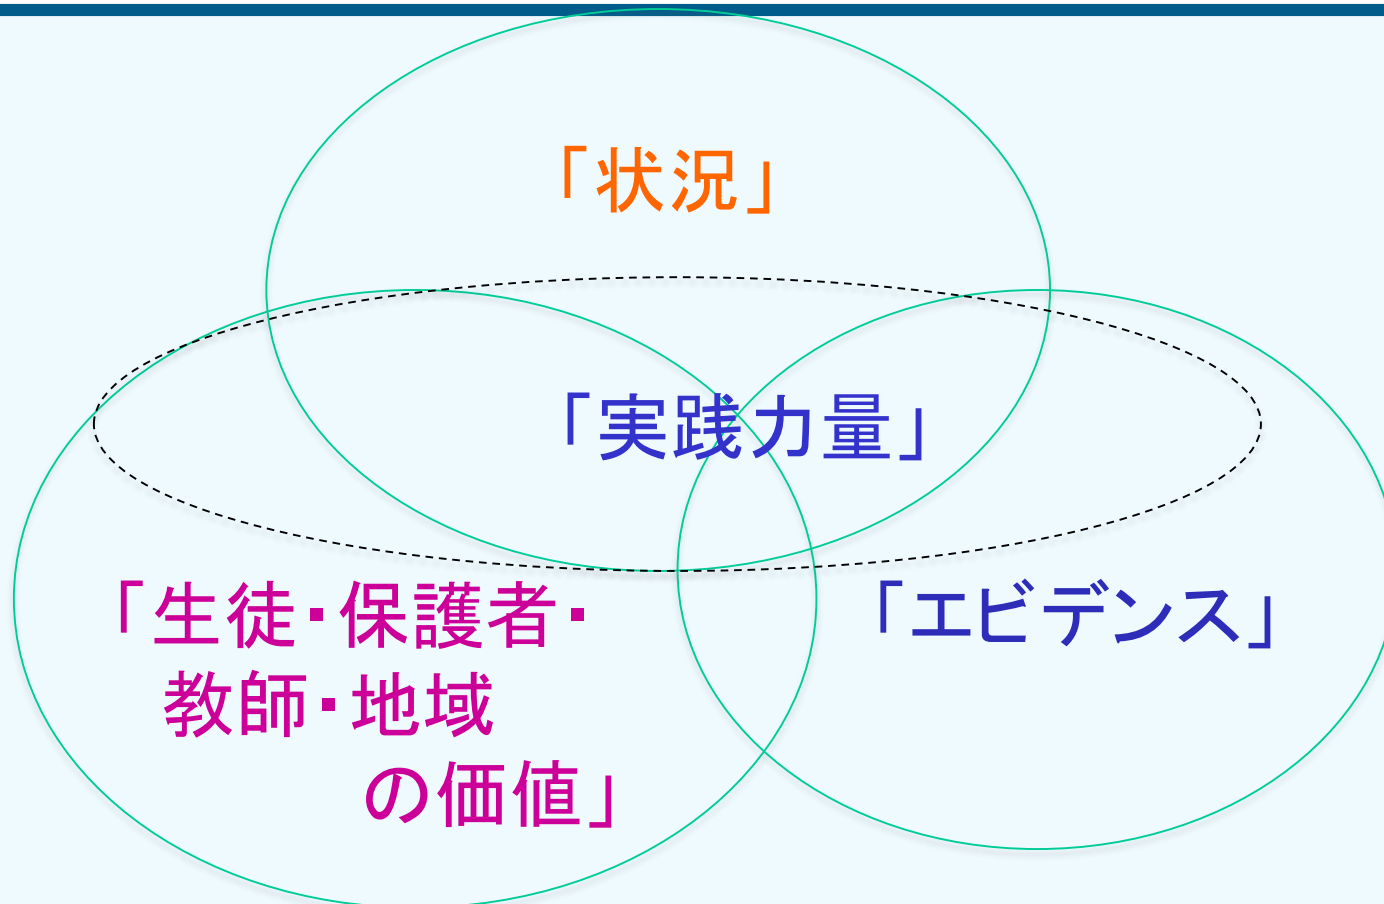 「状況」
「実践力量」
「生徒・保護者・
教師・地域
の価値」
「エビデンス」